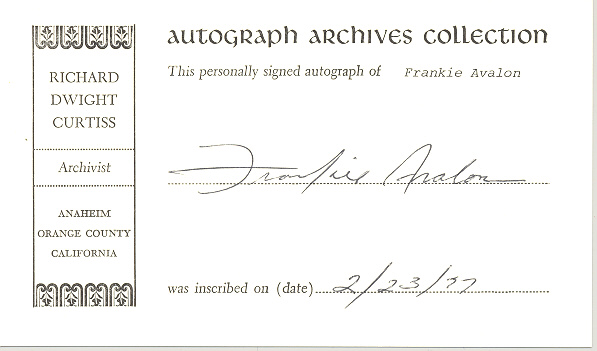 autograph archives collection
This personally signed autograph of Frankie Avalon
RICHARD
DWIGHT
CURTISS
Archivist
ANAHEIM
ORANGE COUNTY
CALIFORNIA
Frankie Avalon
was inscribed on (date) 2/23/77